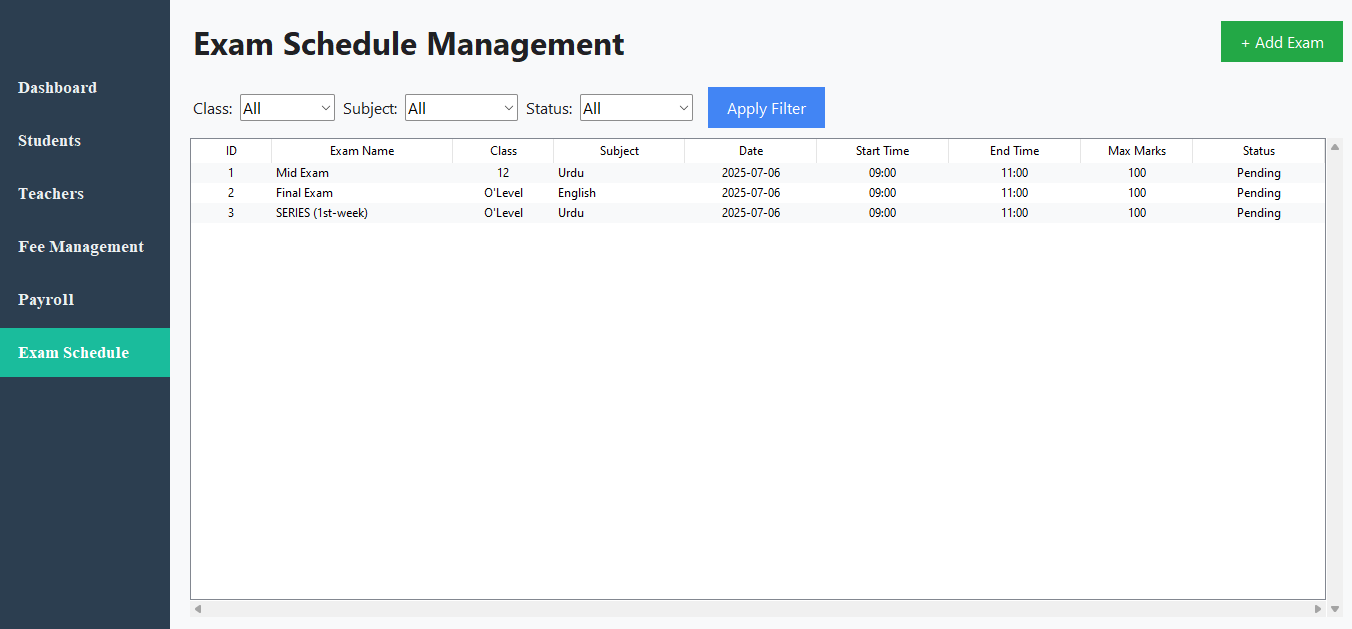 Dashboard
Students
Teachers
Fee Management
Payroll
Exam Schedule
Exam Schedule Management
+ Add Exam
Class: All Subject: All Status: All Apply Filter
ID Exam Name Class Subject Date Start Time End Time Max Marks Status
1 Mid Exam 12 Urdu 2025-07-06 09:00 11:00 100 Pending
2 Final Exam O'Level English 2025-07-06 09:00 11:00 100 Pending
3 SERIES (1st-week) O'Level Urdu 2025-07-06 09:00 11:00 100 Pending